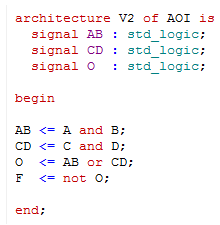 architecture V2 of AOI is
signal AB : std_logic;
signal CD : std_logic;
signal O : std_logic;
begin
AB <= A and B;
CD <= C and D;
O <= AB or CD;
F <= not O;
end;